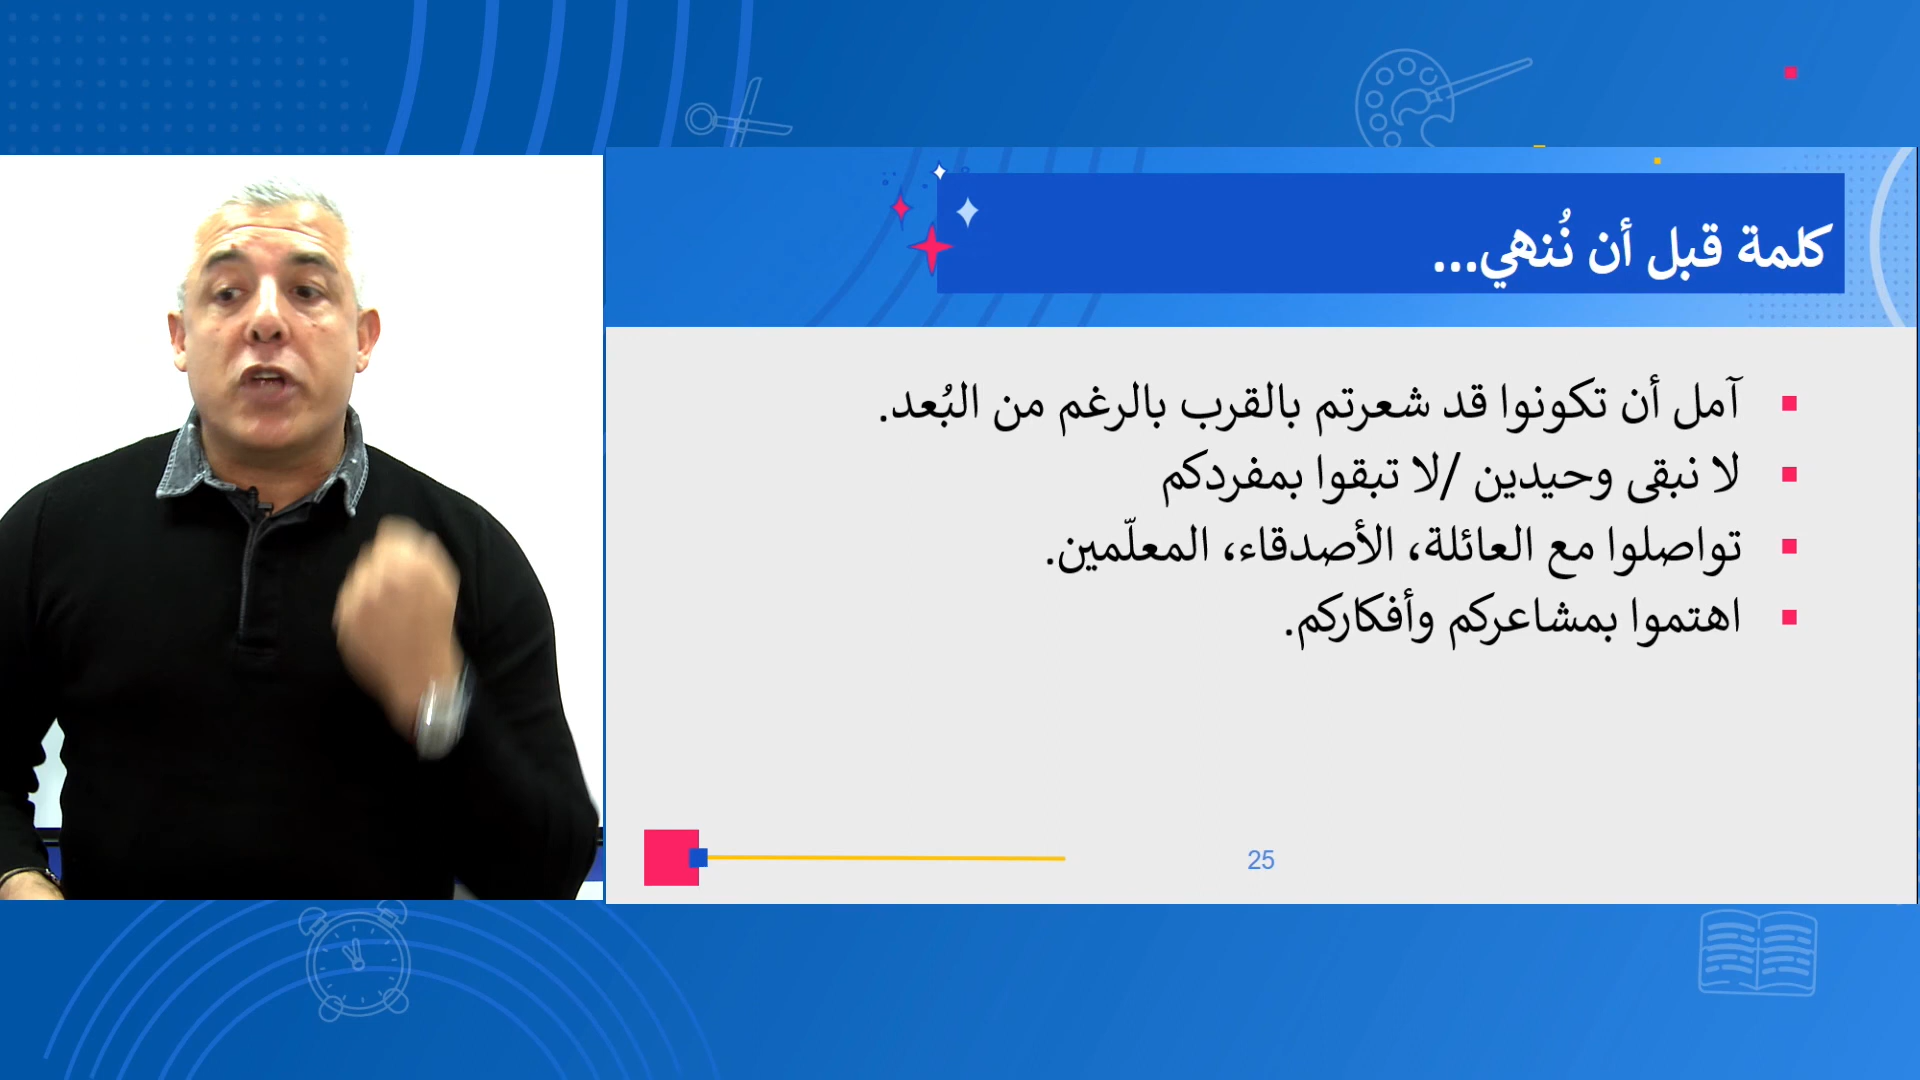 كلمة قبل أن نُنهي...
آمل أن تكونوا قد شعرتم بالقرب بالرغم من البُعد.
لا نبقى وحيدين /لا تبقوا بمفردكم
تواصلوا مع العائلة، الأصدقاء، المعلّمين.
اهتموا بمشاعركم وأفكاركم.
25